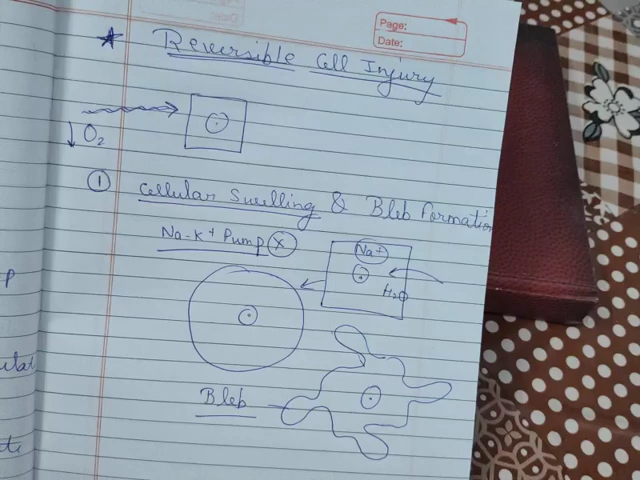 Page:
Date:
Reversible Cell Injury
↓ O₂
① Cellular Swelling & Bleb Formation
Na-K+ Pump ⓧ
Na+
H₂O
Bleb